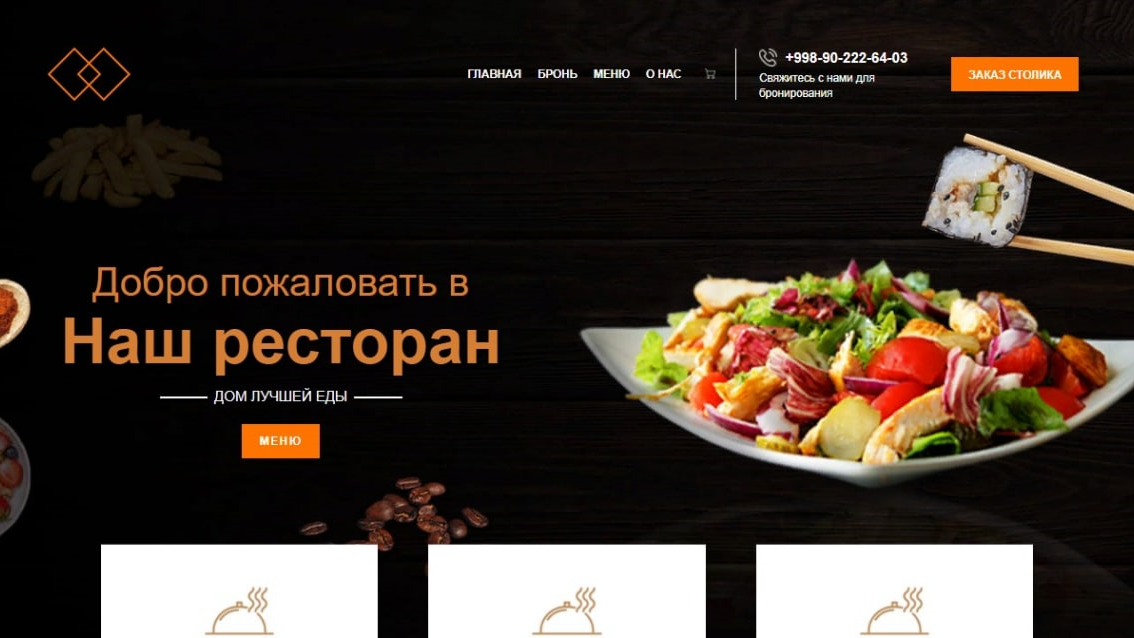 ГЛАВНАЯ БРОНЬ МЕНЮ О НАС
+998-90-222-64-03
Свяжитесь с нами для
бронирования
ЗАКАЗ СТОЛИКА
Добро пожаловать в
Наш ресторан
ДОМ ЛУЧШЕЙ ЕДЫ
МЕНЮ